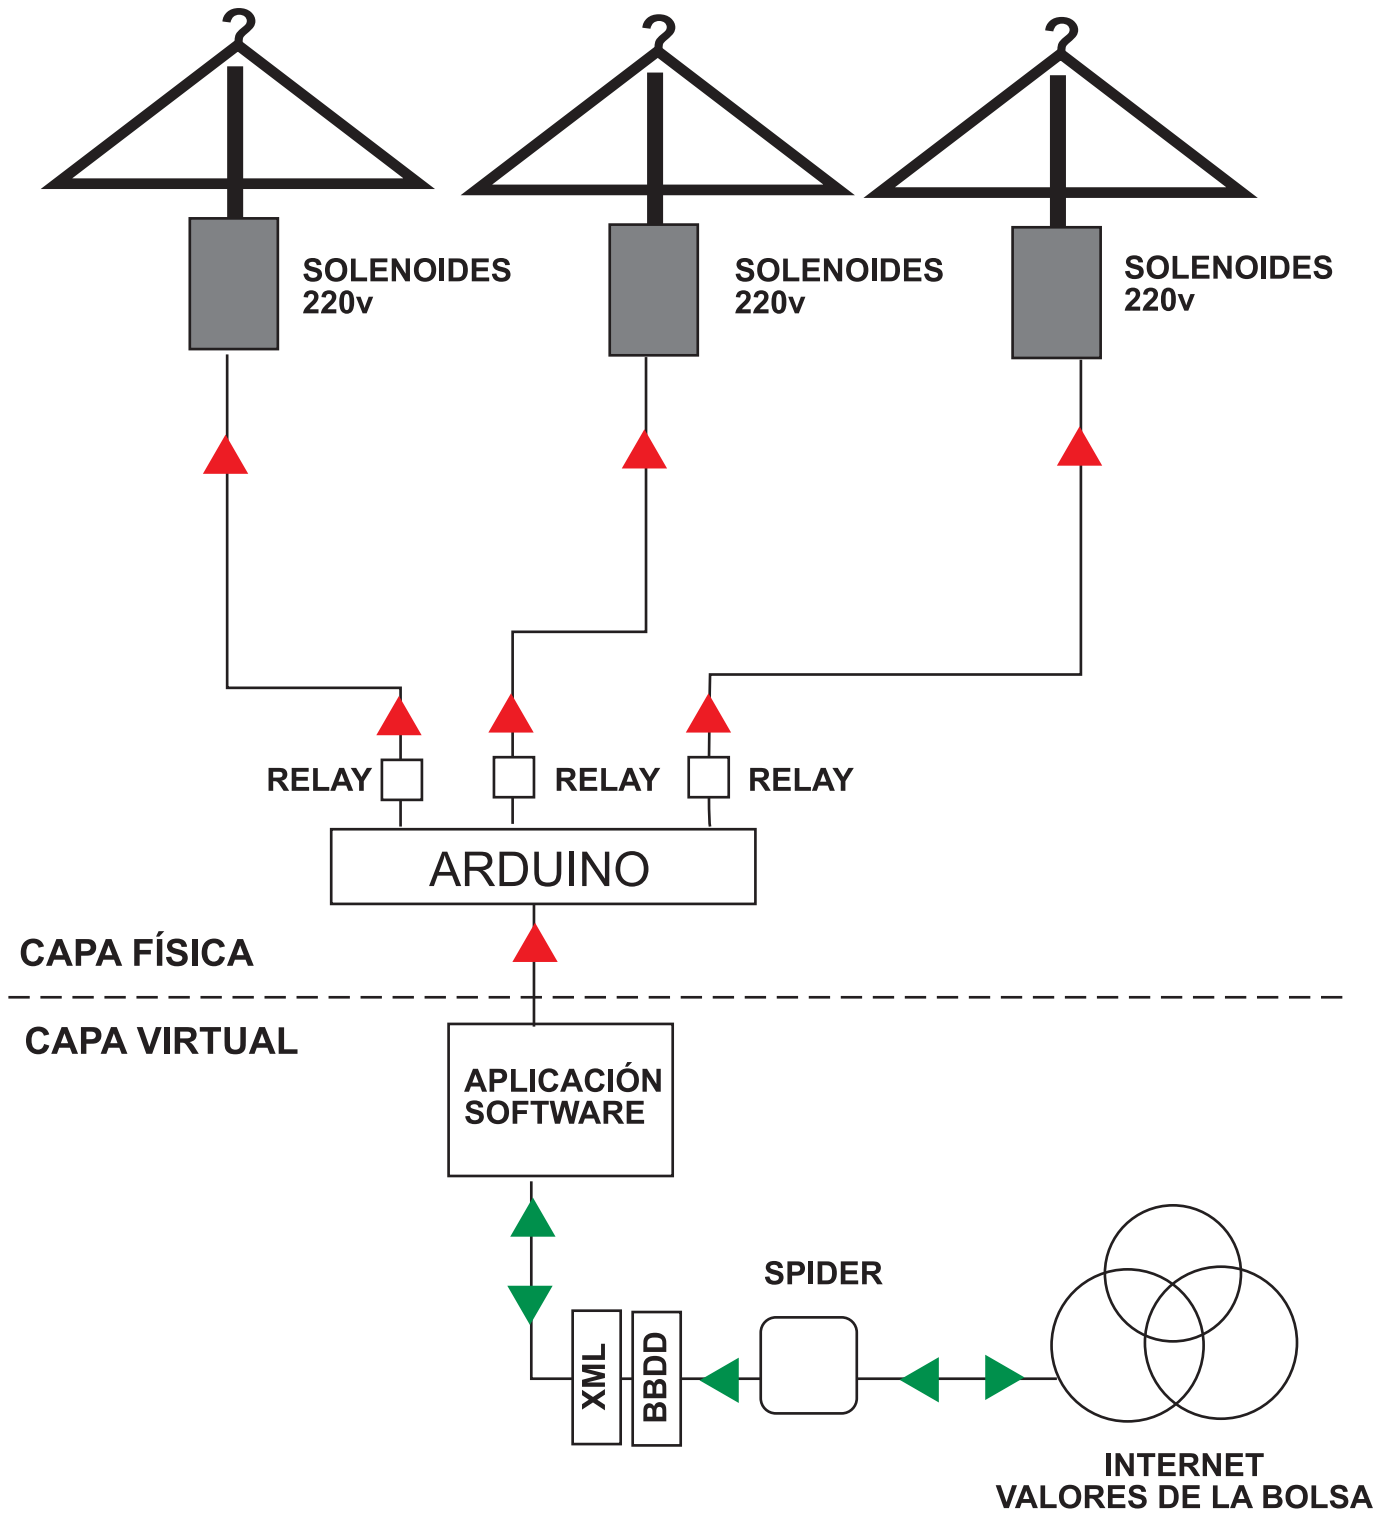 ?
?
?
SOLENOIDES
220v
SOLENOIDES
220v
SOLENOIDES
220v
RELAY
RELAY
RELAY
ARDUINO
CAPA FÍSICA
CAPA VIRTUAL
APLICACIÓN
SOFTWARE
SPIDER
XML
BBDD
INTERNET
VALORES DE LA BOLSA